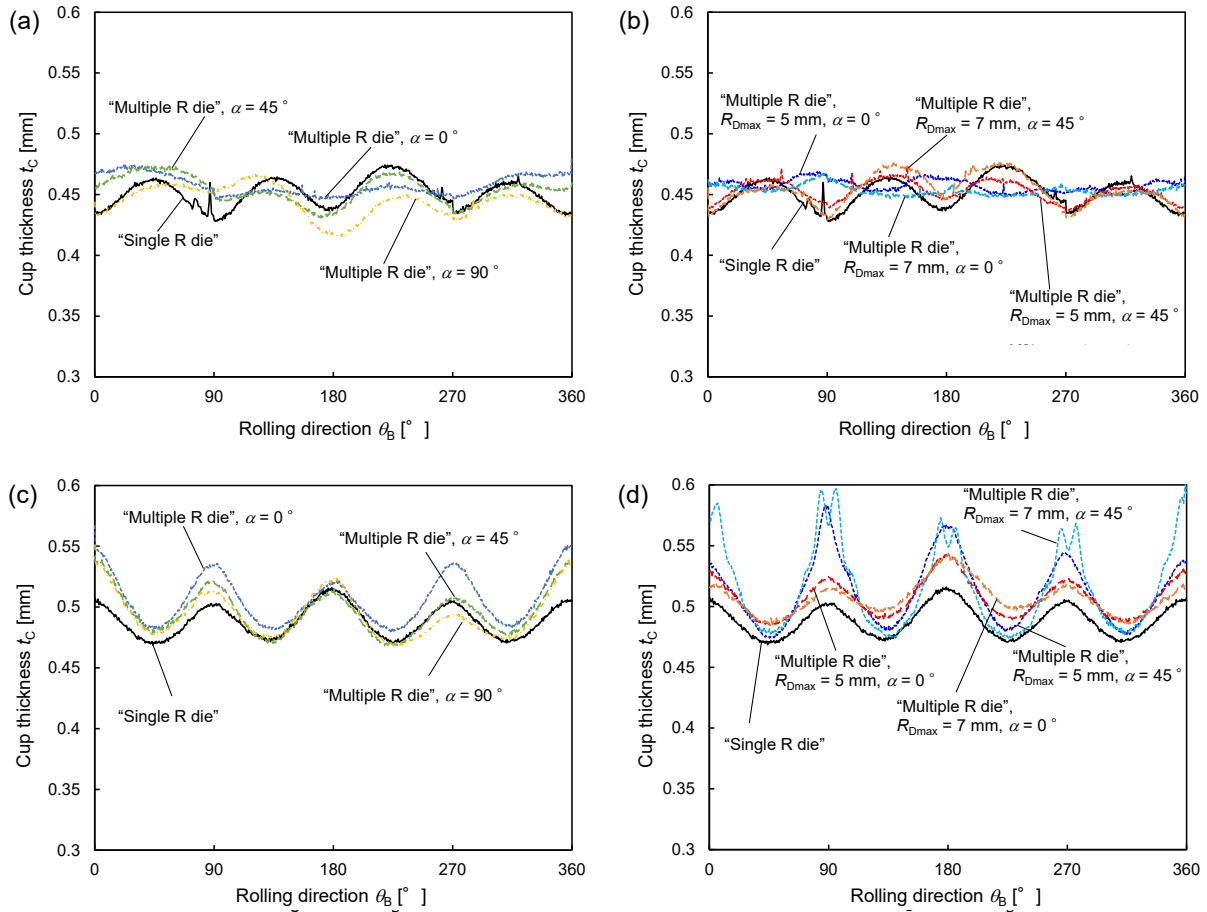 (a)
0.6
0.55
0.5
0.45
0.4
0.35
0.3
Cup thickness tC [mm]
0
90
180
270
360
Rolling direction θB [° ]
“Multiple R die”, α = 45 °
“Multiple R die”, α = 0 °
“Single R die”
“Multiple R die”, α = 90 °
(b)
0.6
0.55
0.5
0.45
0.4
0.35
0.3
Cup thickness tC [mm]
0
90
180
270
360
Rolling direction θB [° ]
“Multiple R die”,
RDmax = 5 mm, α = 0 °
“Multiple R die”,
RDmax = 7 mm, α = 45 °
“Single R die”
“Multiple R die”,
RDmax = 7 mm, α = 0 °
“Multiple R die”,
RDmax = 5 mm, α = 45 °
(c)
0.6
0.55
0.5
0.45
0.4
0.35
0.3
Cup thickness tC [mm]
0
90
180
270
360
Rolling direction θB [° ]
“Multiple R die”, α = 0 °
“Multiple R die”, α = 45 °
“Single R die”
“Multiple R die”, α = 90 °
(d)
0.6
0.55
0.5
0.45
0.4
0.35
0.3
Cup thickness tC [mm]
0
90
180
270
360
Rolling direction θB [° ]
“Multiple R die”,
RDmax = 7 mm, α = 45 °
“Multiple R die”,
RDmax = 5 mm, α = 0 °
“Multiple R die”,
RDmax = 5 mm, α = 45 °
“Multiple R die”,
RDmax = 7 mm, α = 0 °
“Single R die”